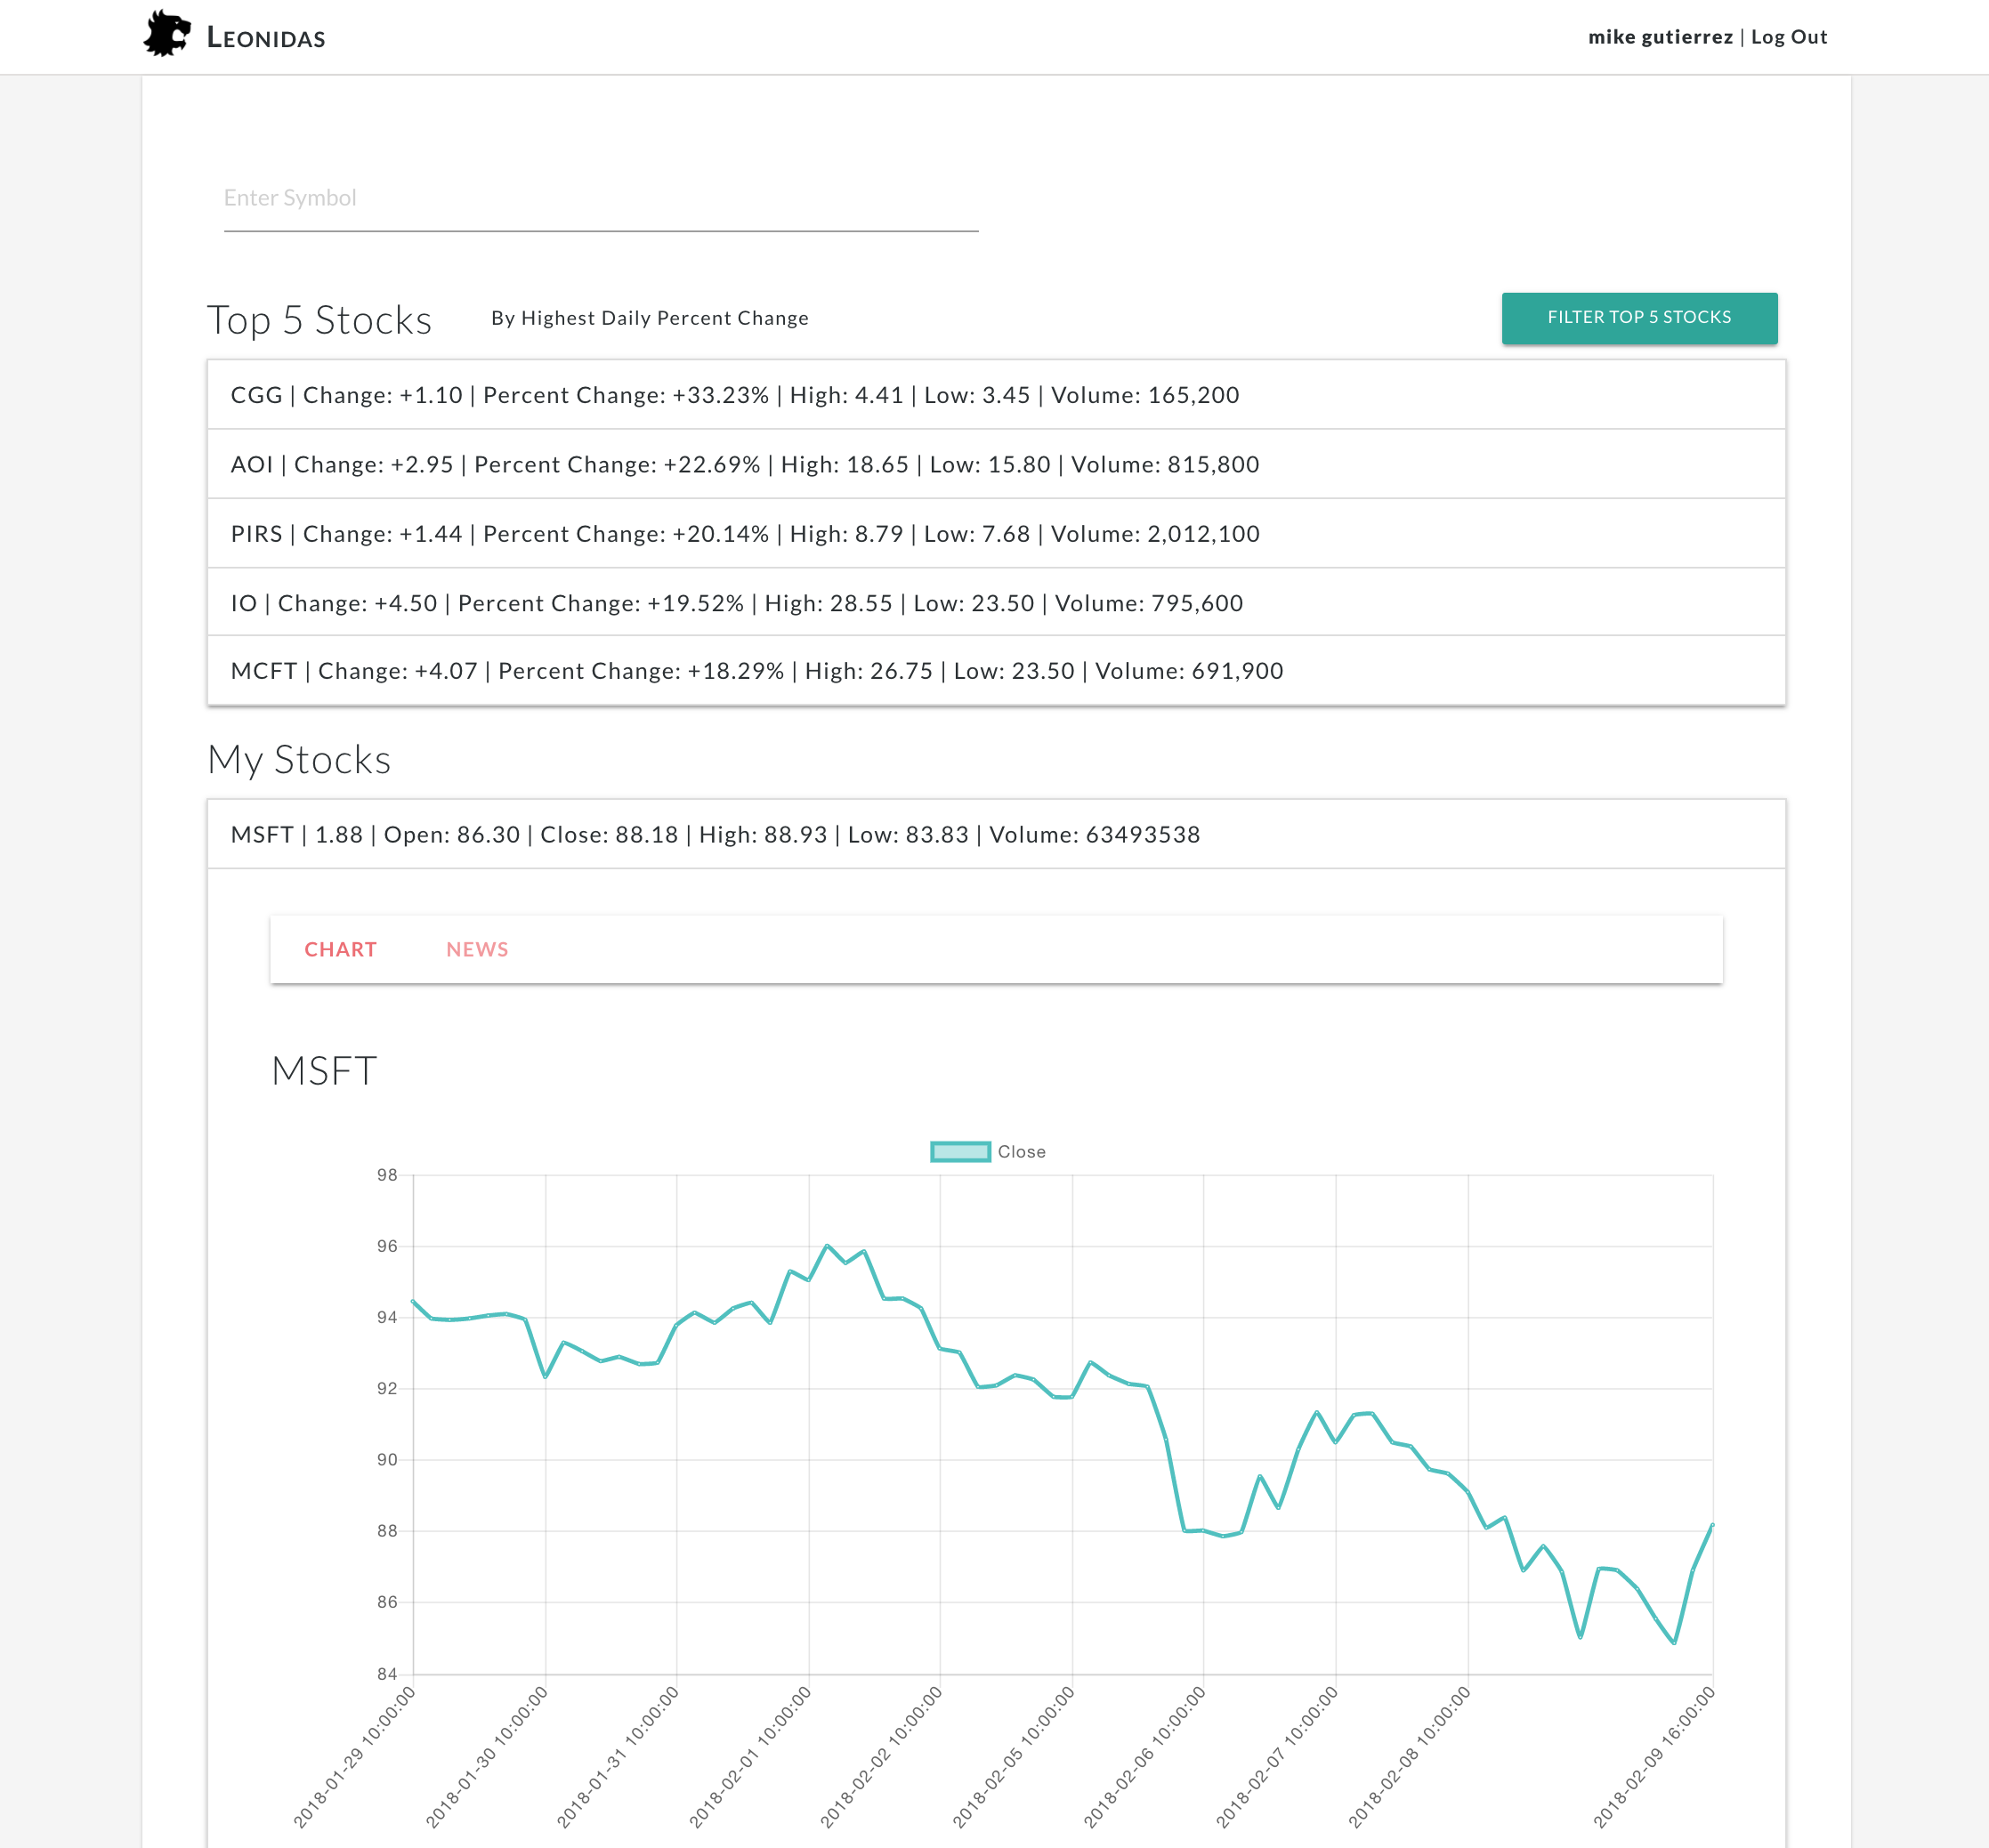 LEONIDAS
mike gutierrez | Log Out
Enter Symbol
Top 5 Stocks
By Highest Daily Percent Change
FILTER TOP 5 STOCKS
CGG | Change: +1.10 | Percent Change: +33.23% | High: 4.41 | Low: 3.45 | Volume: 165,200
AOI | Change: +2.95 | Percent Change: +22.69% | High: 18.65 | Low: 15.80 | Volume: 815,800
PIRS | Change: +1.44 | Percent Change: +20.14% | High: 8.79 | Low: 7.68 | Volume: 2,012,100
IO | Change: +4.50 | Percent Change: +19.52% | High: 28.55 | Low: 23.50 | Volume: 795,600
MCFT | Change: +4.07 | Percent Change: +18.29% | High: 26.75 | Low: 23.50 | Volume: 691,900
My Stocks
MSFT | 1.88 | Open: 86.30 | Close: 88.18 | High: 88.93 | Low: 83.83 | Volume: 63493538
CHART
NEWS
MSFT
Close
98
96
94
92
90
88
86
84
2018-01-29 10:00:00
2018-01-30 10:00:00
2018-01-31 10:00:00
2018-02-01 10:00:00
2018-02-02 10:00:00
2018-02-05 10:00:00
2018-02-06 10:00:00
2018-02-07 10:00:00
2018-02-08 10:00:00
2018-02-09 16:00:00